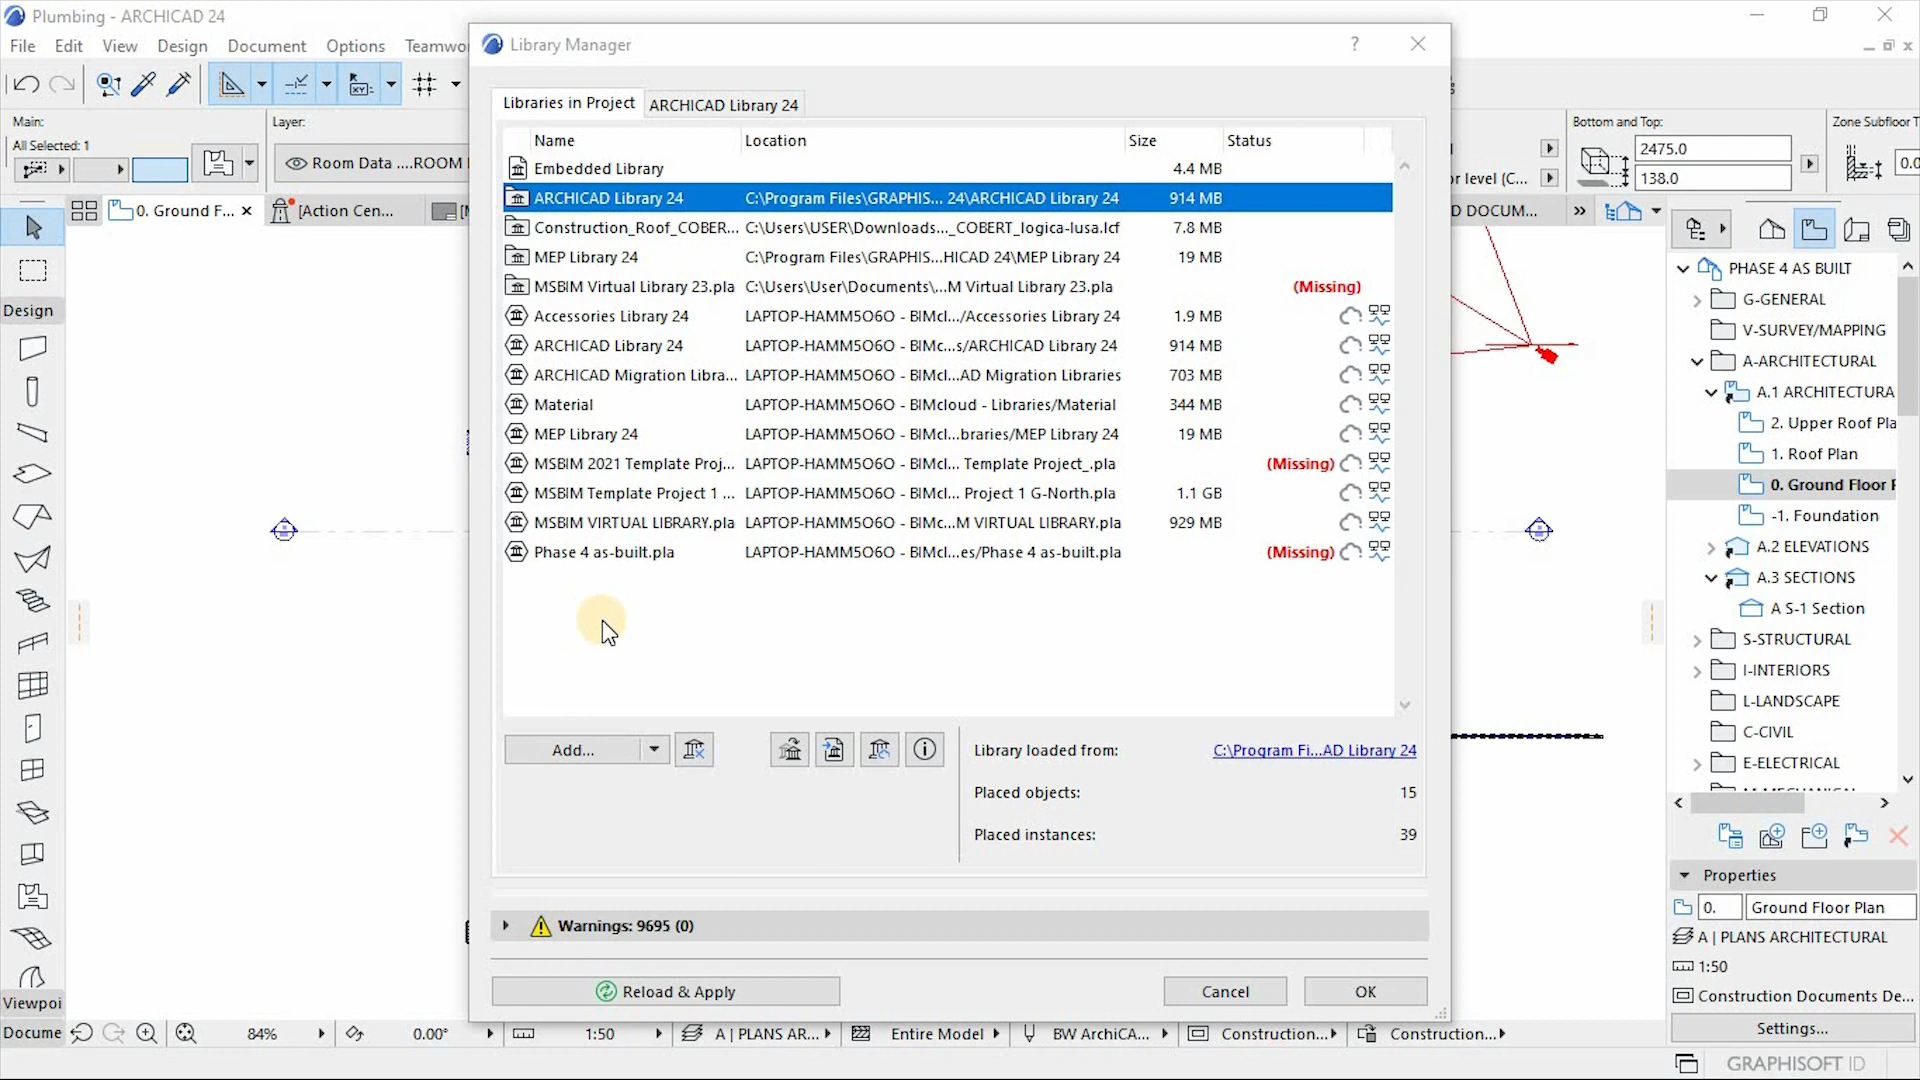 Plumbing - ARCHICAD 24
File Edit View Design Document Options Teamwo
Library Manager
?
Main:
All Selected: 1
Layer:
Room Data ....ROOM
Bottom and Top:
2475.0
138.0
Zone Subfloor T
0.0
or level (C...
0. Ground F...
[Action Cen...
D DOCUM...
Libraries in Project
ARCHICAD Library 24
Name Location Size Status
Embedded Library 4.4 MB
ARCHICAD Library 24 C:\Program Files\GRAPHIS... 24\ARCHICAD Library 24 914 MB
Construction_Roof_COBER... C:\Users\USER\Downloads..._COBERT_logica-lusa.lcf 7.8 MB
MEP Library 24 C:\Program Files\GRAPHIS...HICAD 24\MEP Library 24 19 MB
MSBIM Virtual Library 23.pla C:\Users\User\Documents\...M Virtual Library 23.pla (Missing)
Accessories Library 24 LAPTOP-HAMM5O6O - BIMcl.../Accessories Library 24 1.9 MB
ARCHICAD Library 24 LAPTOP-HAMM5O6O - BIMc...s/ARCHICAD Library 24 914 MB
ARCHICAD Migration Libra... LAPTOP-HAMM5O6O - BIMcl...AD Migration Libraries 703 MB
Material LAPTOP-HAMM5O6O - BIMcloud - Libraries/Material 344 MB
MEP Library 24 LAPTOP-HAMM5O6O - BIMcl...braries/MEP Library 24 19 MB
MSBIM 2021 Template Proj... LAPTOP-HAMM5O6O - BIMcl... Template Project_.pla (Missing)
MSBIM Template Project 1 ... LAPTOP-HAMM5O6O - BIMcl... Project 1 G-North.pla 1.1 GB
MSBIM VIRTUAL LIBRARY.pla LAPTOP-HAMM5O6O - BIMc...M VIRTUAL LIBRARY.pla 929 MB
Phase 4 as-built.pla LAPTOP-HAMM5O6O - BIMcl...es/Phase 4 as-built.pla (Missing)
Add...
Library loaded from: C:\Program Fi...AD Library 24
Placed objects: 15
Placed instances: 39
Warnings: 9695 (0)
Reload & Apply
Cancel
OK
Design
Viewpoi
Docume
PHASE 4 AS BUILT
G-GENERAL
V-SURVEY/MAPPING
A-ARCHITECTURAL
A.1 ARCHITECTURA
2. Upper Roof Pla
1. Roof Plan
0. Ground Floor P
-1. Foundation
A.2 ELEVATIONS
A.3 SECTIONS
A S-1 Section
S-STRUCTURAL
I-INTERIORS
L-LANDSCAPE
C-CIVIL
E-ELECTRICAL
Properties
0. Ground Floor Plan
A | PLANS ARCHITECTURAL
1:50
Construction Documents De...
Settings...
84% 0.00° 1:50 A | PLANS AR... Entire Model BW ArchiCA... Construction... Construction...
GRAPHISOFT ID